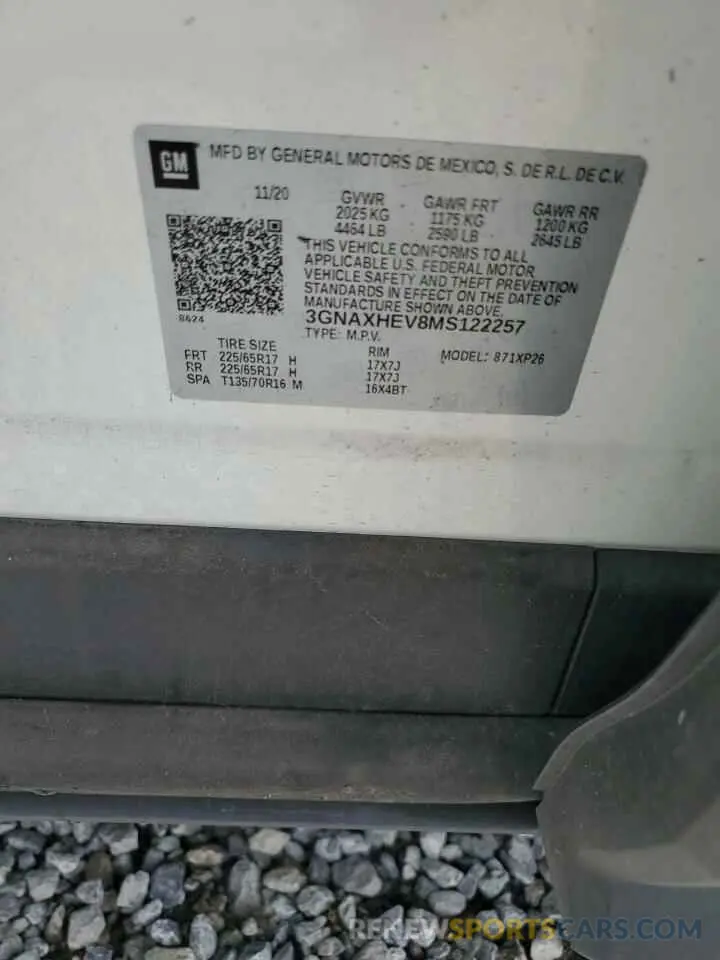 GM MFD BY GENERAL MOTORS DE MEXICO, S. DE R.L. DE C.V.
11/20 GVWR GAWR FRT GAWR RR
2025 KG 1175 KG 1200 KG
4464 LB 2590 LB 2645 LB
THIS VEHICLE CONFORMS TO ALL
APPLICABLE U.S. FEDERAL MOTOR
VEHICLE SAFETY AND THEFT PREVENTION
STANDARDS IN EFFECT ON THE DATE OF
MANUFACTURE SHOWN ABOVE.
8424 3GNAXHEV8MS122257
TYPE: M.P.V.
TIRE SIZE RIM MODEL: 871XP26
FRT 225/65R17 H 17X7J
RR 225/65R17 H 17X7J
SPA T135/70R16 M 16X4BT
RENEWSPORTSCARS.COM